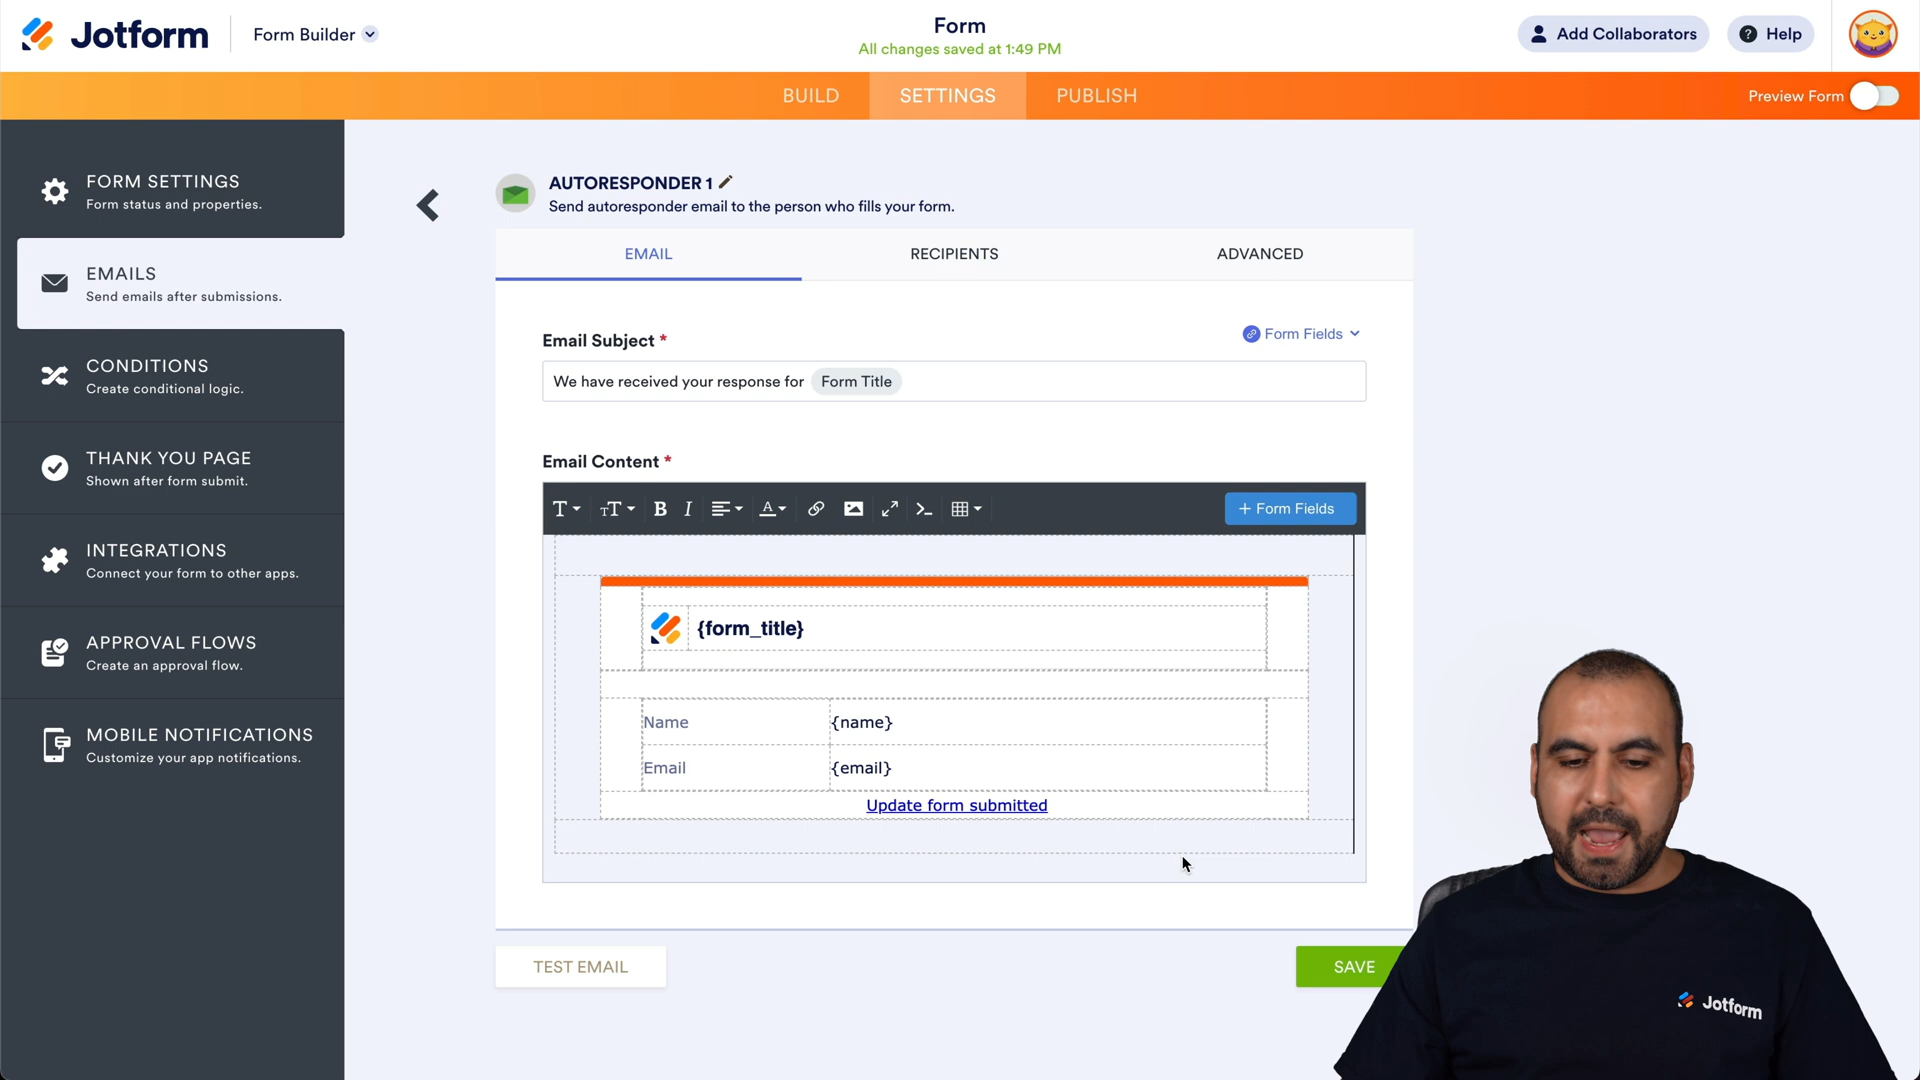 Jotform
Form Builder
Form
All changes saved at 1:49 PM
Add Collaborators
? Help
BUILD
SETTINGS
PUBLISH
Preview Form
FORM SETTINGS
Form status and properties.
EMAILS
Send emails after submissions.
CONDITIONS
Create conditional logic.
THANK YOU PAGE
Shown after form submit.
INTEGRATIONS
Connect your form to other apps.
APPROVAL FLOWS
Create an approval flow.
MOBILE NOTIFICATIONS
Customize your app notifications.
AUTORESPONDER 1
Send autoresponder email to the person who fills your form.
EMAIL
RECIPIENTS
ADVANCED
Email Subject *
Form Fields
We have received your response for Form Title
Email Content *
T TT B I A
+ Form Fields
{form_title}
Name {name}
Email {email}
Update form submitted
TEST EMAIL
SAVE
Jotform